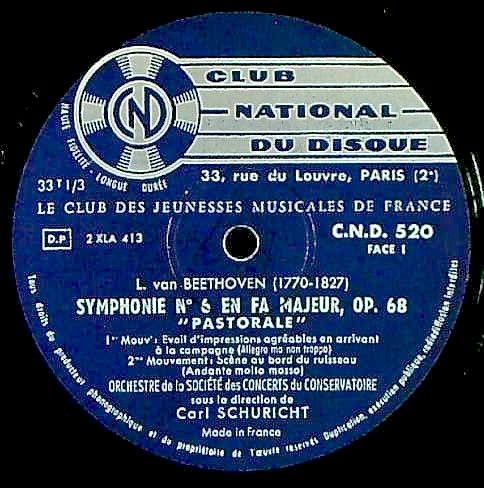 CLUB
NATIONAL
DU DISQUE
CND
HAUTE FIDÉLITÉ - LONGUE DURÉE
33 T 1/3
33, rue du Louvre, PARIS (2e)
LE CLUB DES JEUNESSES MUSICALES DE FRANCE
D.P
2 XLA 413
C.N.D. 520
FACE 1
L. van BEETHOVEN (1770-1827)
SYMPHONIE N° 6 EN FA MAJEUR, OP. 68
"PASTORALE"
1er Mouvt: Eveil d'impressions agréables en arrivant
à la campagne (Allegro ma non troppo)
2me Mouvement: Scène au bord du ruisseau
(Andante molto mosso)
ORCHESTRE de la SOCIÉTÉ des CONCERTS du CONSERVATOIRE
sous la direction de
Carl SCHURICHT
Made in France
Tous droits du producteur phonographique et du propriétaire de l'œuvre réservés Duplication, exécution publique, radiodiffusion interdites